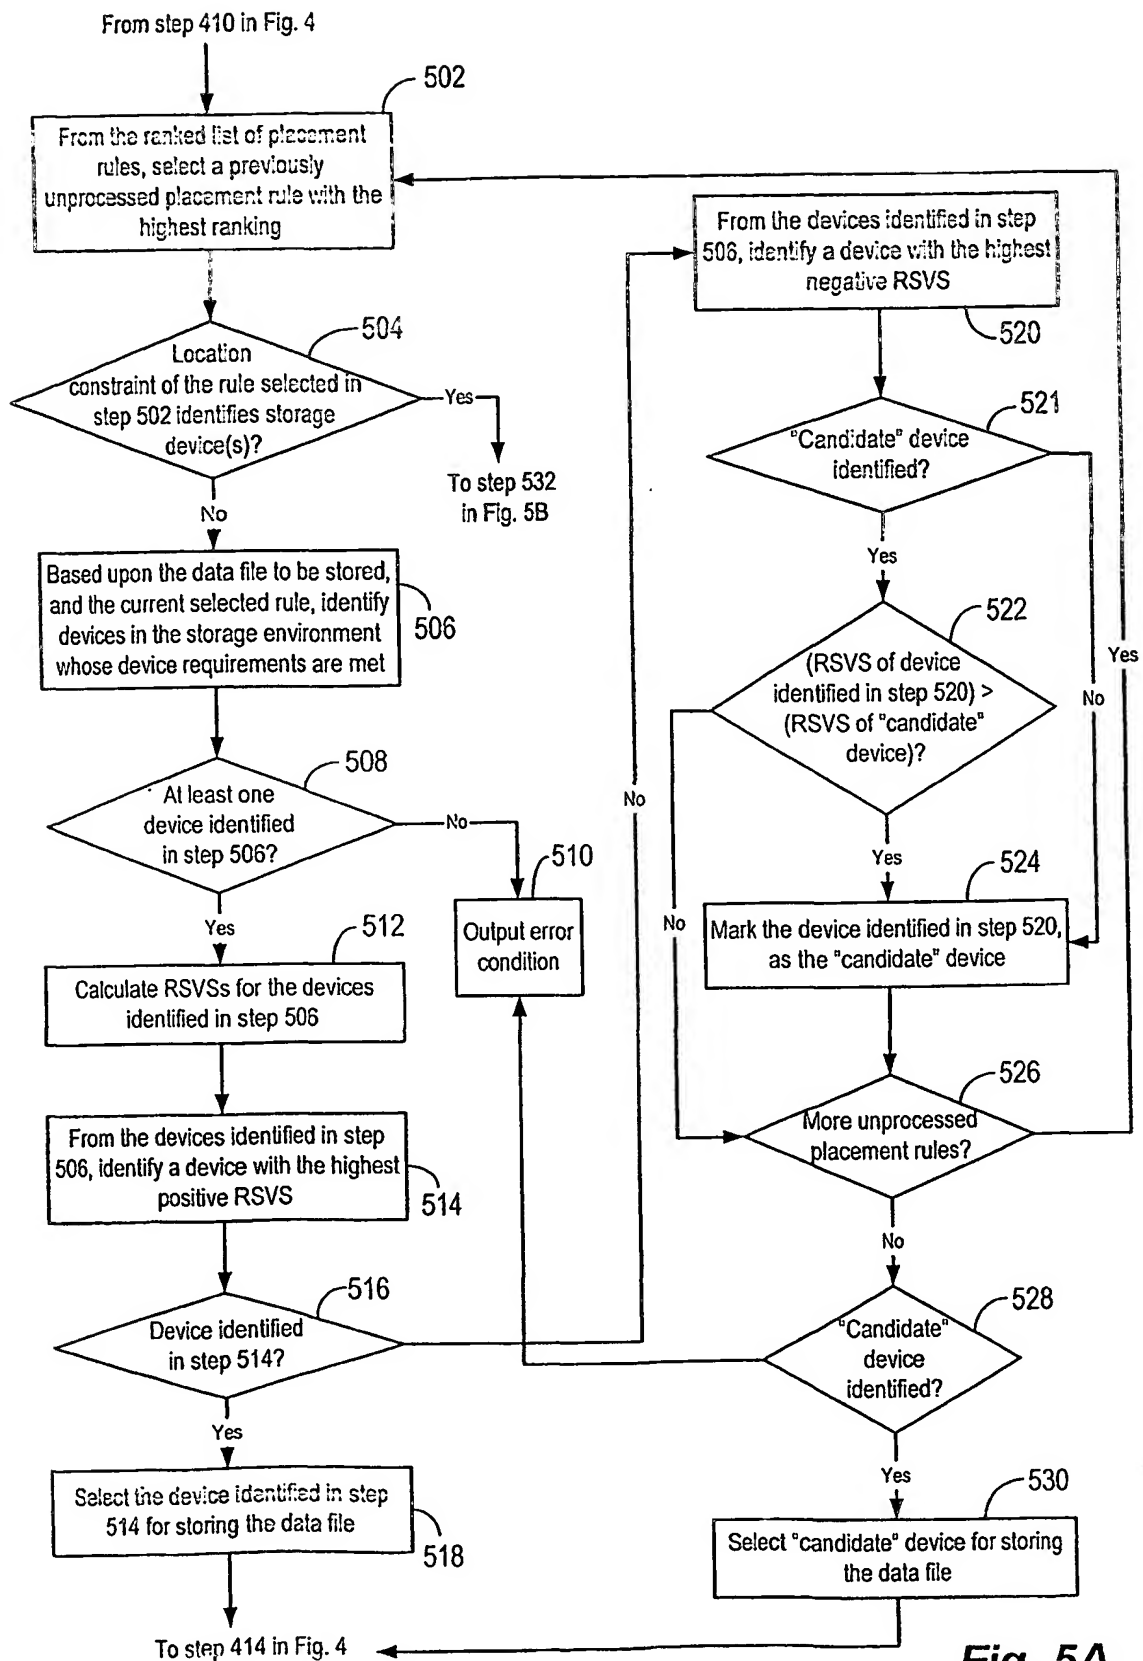 From step 410 in Fig. 4
502
From the ranked list of placement
rules, select a previously
unprocessed placement rule with the
highest ranking
504
Location
constraint of the rule selected in
step 502 identifies storage
device(s)?
Yes
To step 532
in Fig. 5B
No
Based upon the data file to be stored,
and the current selected rule, identify
devices in the storage environment
whose device requirements are met
506
508
At least one
device identified
in step 506?
No
510
Output error
condition
Yes
512
Calculate RSVSs for the devices
identified in step 506
From the devices identified in step
506, identify a device with the highest
positive RSVS
514
516
Device identified
in step 514?
No
Yes
Select the device identified in step
514 for storing the data file
518
To step 414 in Fig. 4
From the devices identified in step
506, identify a device with the highest
negative RSVS
520
521
"Candidate" device
identified?
No
Yes
522
(RSVS of device
identified in step 520) >
(RSVS of "candidate"
device)?
No
Yes
524
Mark the device identified in step 520,
as the "candidate" device
526
More unprocessed
placement rules?
Yes
No
528
"Candidate"
device
identified?
Yes
530
Select "candidate" device for storing
the data file
Fig. 5A